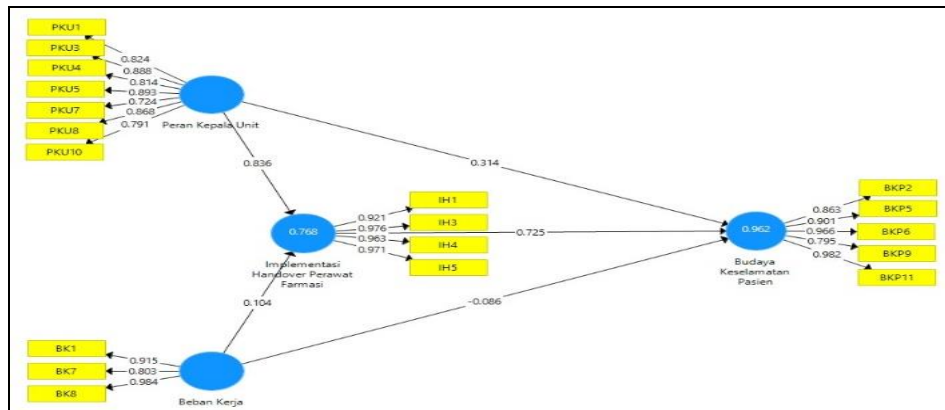 PKU1
PKU3
PKU4
PKU5
PKU7
PKU8
PKU10
0.824
0.888
0.814
0.893
0.724
0.868
0.791
Peran Kepala Unit
0.836
0.314
IH1
IH3
IH4
IH5
0.921
0.976
0.963
0.971
0.768
Implementasi
Handover Perawat
Farmasi
0.725
BKP2
BKP5
BKP6
BKP9
BKP11
0.863
0.901
0.966
0.795
0.982
0.962
Budaya
Keselamatan
Pasien
0.104
-0.086
BK1
BK7
BK8
0.915
0.803
0.984
Beban Kerja